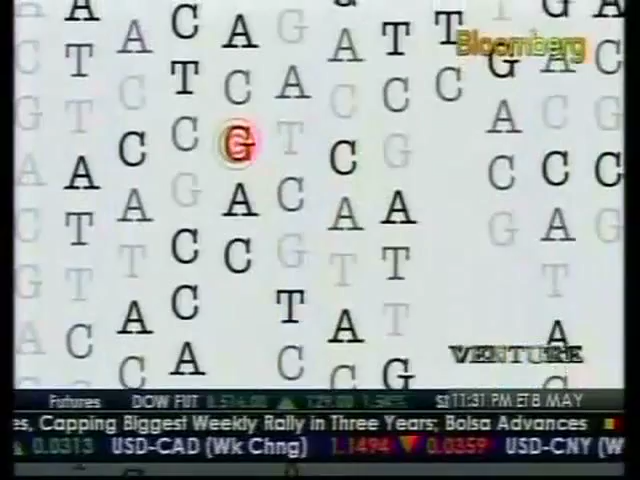 C G A C G A
A T T A T T C
A C C A T A C
C T C G C C A
A C G A C
G A T C G T C
A C C A T A C
T C G A T T G
T C
G A C G
G A C C A T A
A C G C G
Bloomberg
VENTURE
Futures DOW FUT 11:31 PM ET 8 MAY
es, Capping Biggest Weekly Rally in Three Years; Bolsa Advances
▲ 0.0313 USD-CAD (Wk Chng) 1.1494 ▼ 0.0359 USD-CNY (W